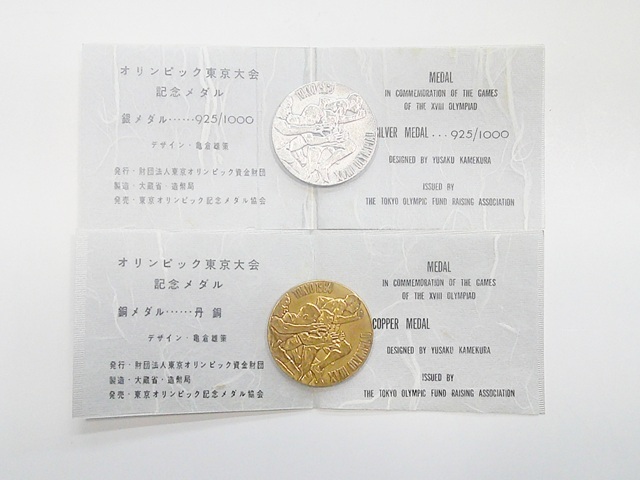 オリンピック東京大会
記念メダル
銀メダル……925/1000
デザイン・亀倉雄策
発行・財団法人東京オリンピック資金財団
製造・大蔵省・造幣局
発売・東京オリンピック記念メダル協会
TOKYO 1964
XVIII OLYMPIAD
MEDAL
IN COMMEMORATION OF THE GAMES
OF THE XVIII OLYMPIAD
SILVER MEDAL...925/1000
DESIGNED BY YUSAKU KAMEKURA
ISSUED BY
THE TOKYO OLYMPIC FUND RAISING ASSOCIATION
オリンピック東京大会
記念メダル
銅メダル……丹銅
デザイン・亀倉雄策
発行・財団法人東京オリンピック資金財団
製造・大蔵省・造幣局
発売・東京オリンピック記念メダル協会
TOKYO 1964
XVIII OLYMPIAD
MEDAL
IN COMMEMORATION OF THE GAMES
OF THE XVIII OLYMPIAD
COPPER MEDAL
DESIGNED BY YUSAKU KAMEKURA
ISSUED BY
THE TOKYO OLYMPIC FUND RAISING ASSOCIATION